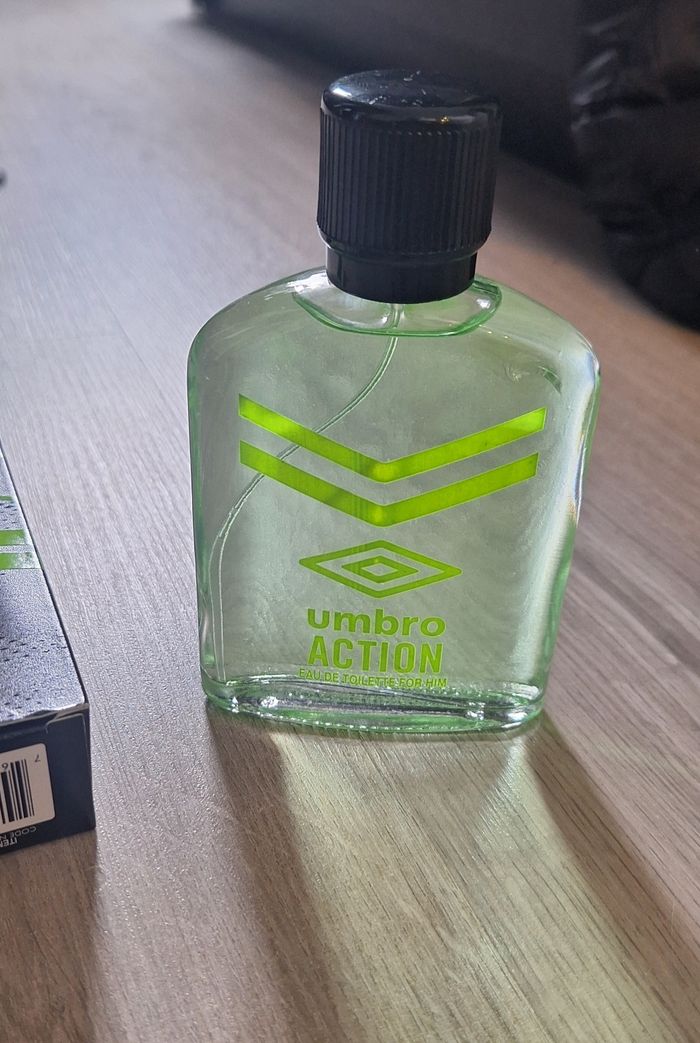 umbro
ACTION
EAU DE TOILETTE FOR HIM